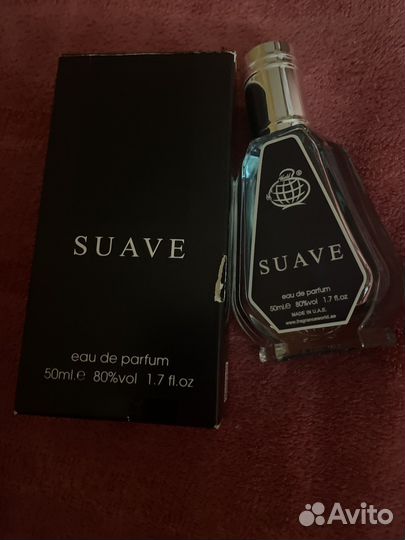 SUAVE
eau de parfum
50ml.e 80%vol 1.7 fl.oz
SUAVE
eau de parfum
50ml.e 80%vol 1.7 fl.oz
MADE IN U.A.E.
www.fragranceworld.ae
Avito